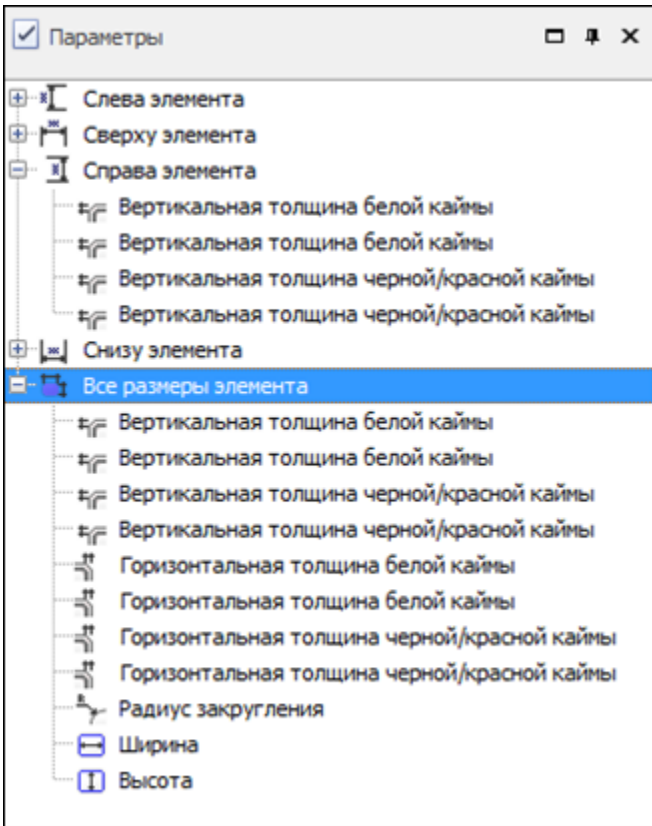 Параметры
Слева элемента
Сверху элемента
Справа элемента
Вертикальная толщина белой каймы
Вертикальная толщина белой каймы
Вертикальная толщина черной/красной каймы
Вертикальная толщина черной/красной каймы
Снизу элемента
Все размеры элемента
Вертикальная толщина белой каймы
Вертикальная толщина белой каймы
Вертикальная толщина черной/красной каймы
Вертикальная толщина черной/красной каймы
Горизонтальная толщина белой каймы
Горизонтальная толщина белой каймы
Горизонтальная толщина черной/красной каймы
Горизонтальная толщина черной/красной каймы
Радиус закругления
Ширина
Высота